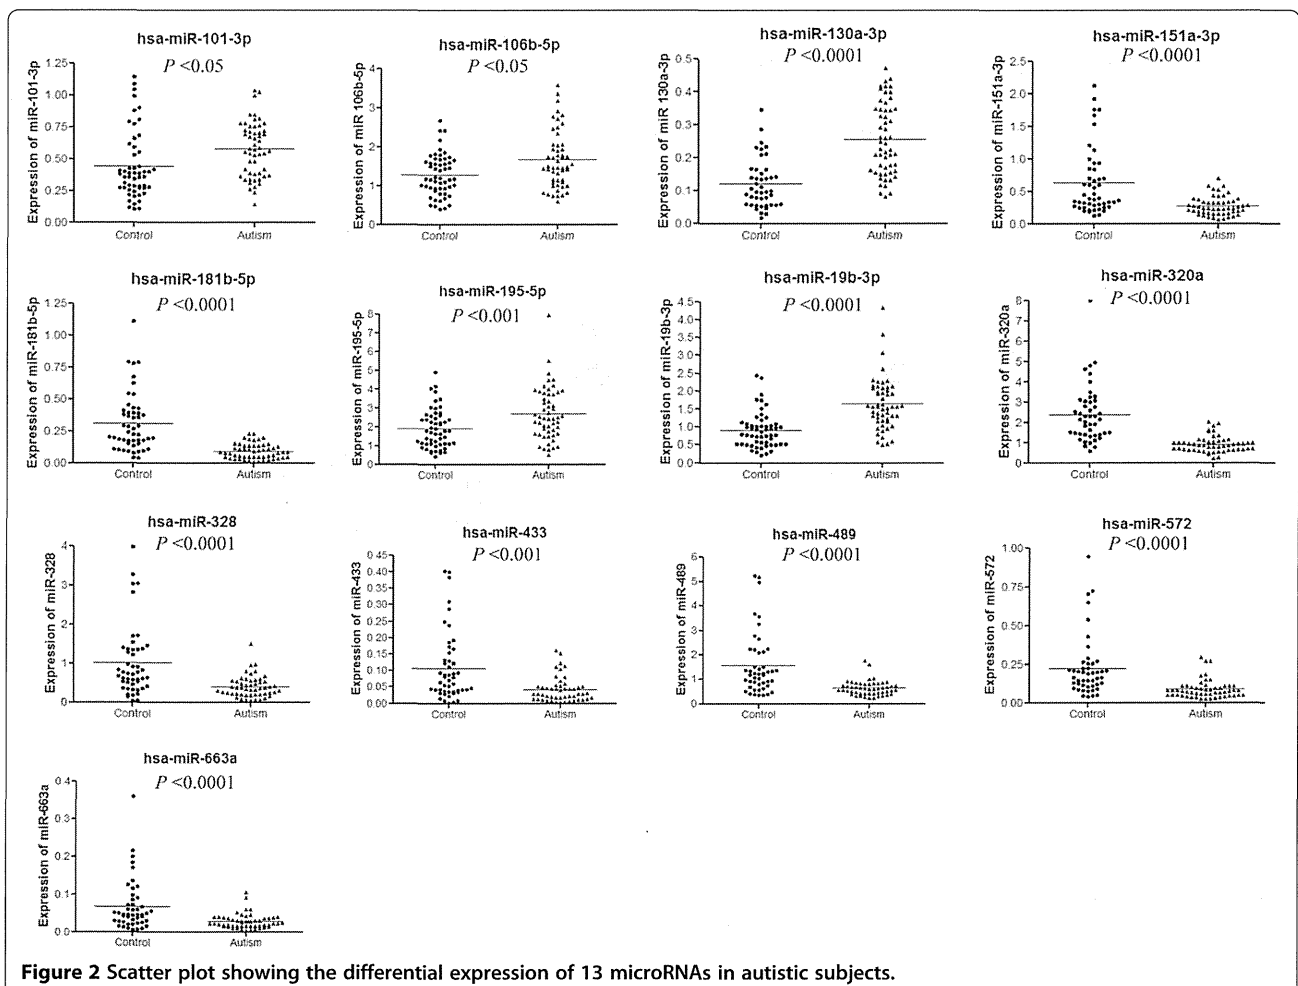 hsa-miR-101-3p
P <0.05
Expression of miR-101-3p
1.25
1.00
0.75
0.50
0.25
0.00
Control
Autism
hsa-miR-106b-5p
P <0.05
Expression of miR 106b-5p
4
3
2
1
0
Control
Autism
hsa-miR-130a-3p
P <0.0001
Expression of miR 130a-3p
0.5
0.4
0.3
0.2
0.1
0.0
Control
Autism
hsa-miR-151a-3p
P <0.0001
Expression of miR-151a-3p
2.5
2.0
1.5
1.0
0.5
0.0
Control
Autism
hsa-miR-181b-5p
P <0.0001
Expression of miR-181b-5p
1.25
1.00
0.75
0.50
0.25
0.00
Control
Autism
hsa-miR-195-5p
P <0.001
Expression of miR-195-5p
8
7
6
5
4
3
2
1
0
Control
Autism
hsa-miR-19b-3p
P <0.0001
Expression of miR-19b-3p
4.5
4.0
3.5
3.0
2.5
2.0
1.5
1.0
0.5
0.0
Control
Autism
hsa-miR-320a
P <0.0001
Expression of miR-320a
8
7
6
5
4
3
2
1
0
Control
Autism
hsa-miR-328
P <0.0001
Expression of miR-328
4
3
2
1
0
Control
Autism
hsa-miR-433
P <0.001
Expression of miR-433
0.45
0.40
0.35
0.30
0.25
0.20
0.15
0.10
0.05
0.00
Control
Autism
hsa-miR-489
P <0.0001
Expression of miR-489
6
5
4
3
2
1
0
Control
Autism
hsa-miR-572
P <0.0001
Expression of miR-572
1.00
0.75
0.50
0.25
0.00
Control
Autism
hsa-miR-663a
P <0.0001
Expression of miR-663a
0.4
0.3
0.2
0.1
0.0
Control
Autism
Figure 2 Scatter plot showing the differential expression of 13 microRNAs in autistic subjects.